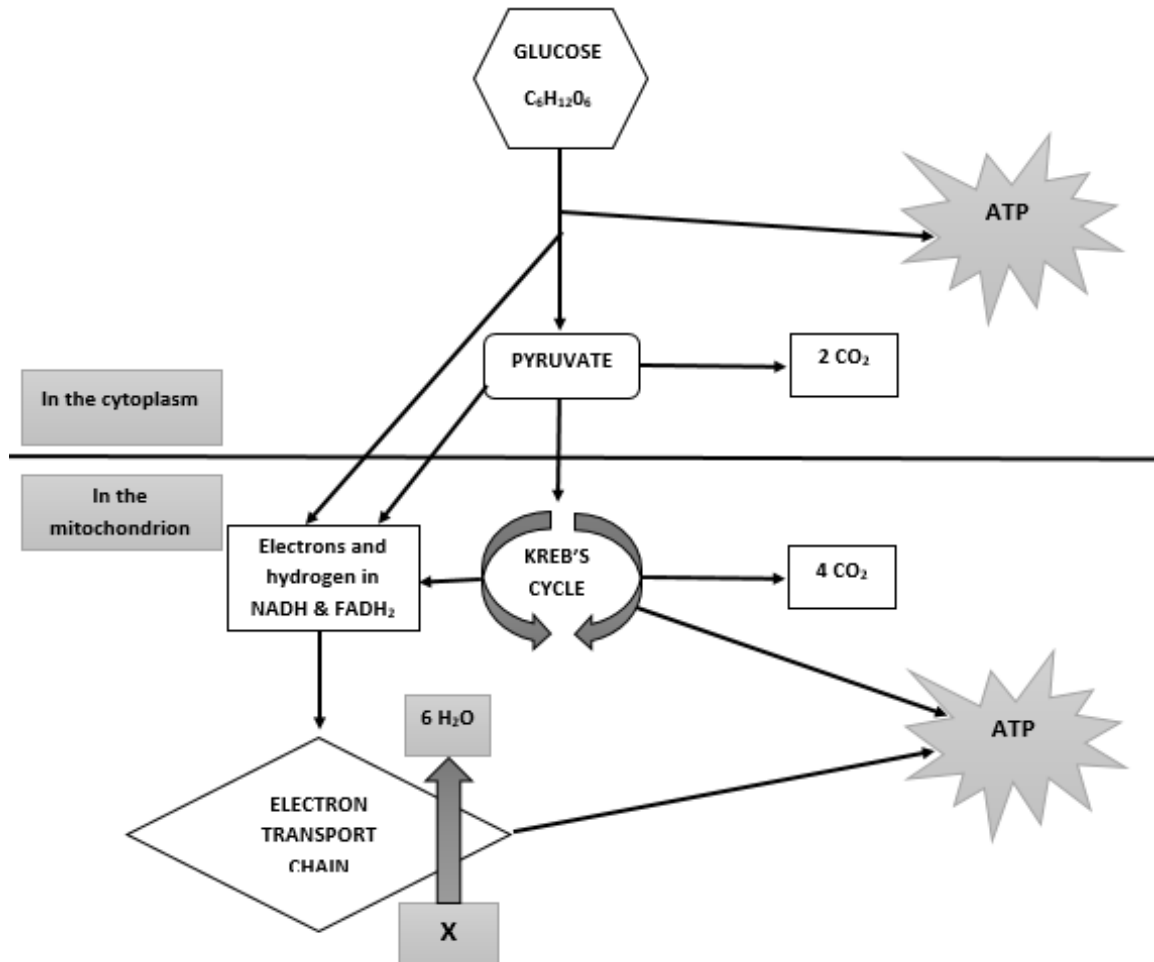 GLUCOSE
C₆H₁₂0₆
ATP
PYRUVATE
2 CO₂
In the cytoplasm
In the
mitochondrion
Electrons and
hydrogen in
NADH & FADH₂
KREB'S
CYCLE
4 CO₂
6 H₂O
ATP
ELECTRON
TRANSPORT
CHAIN
X